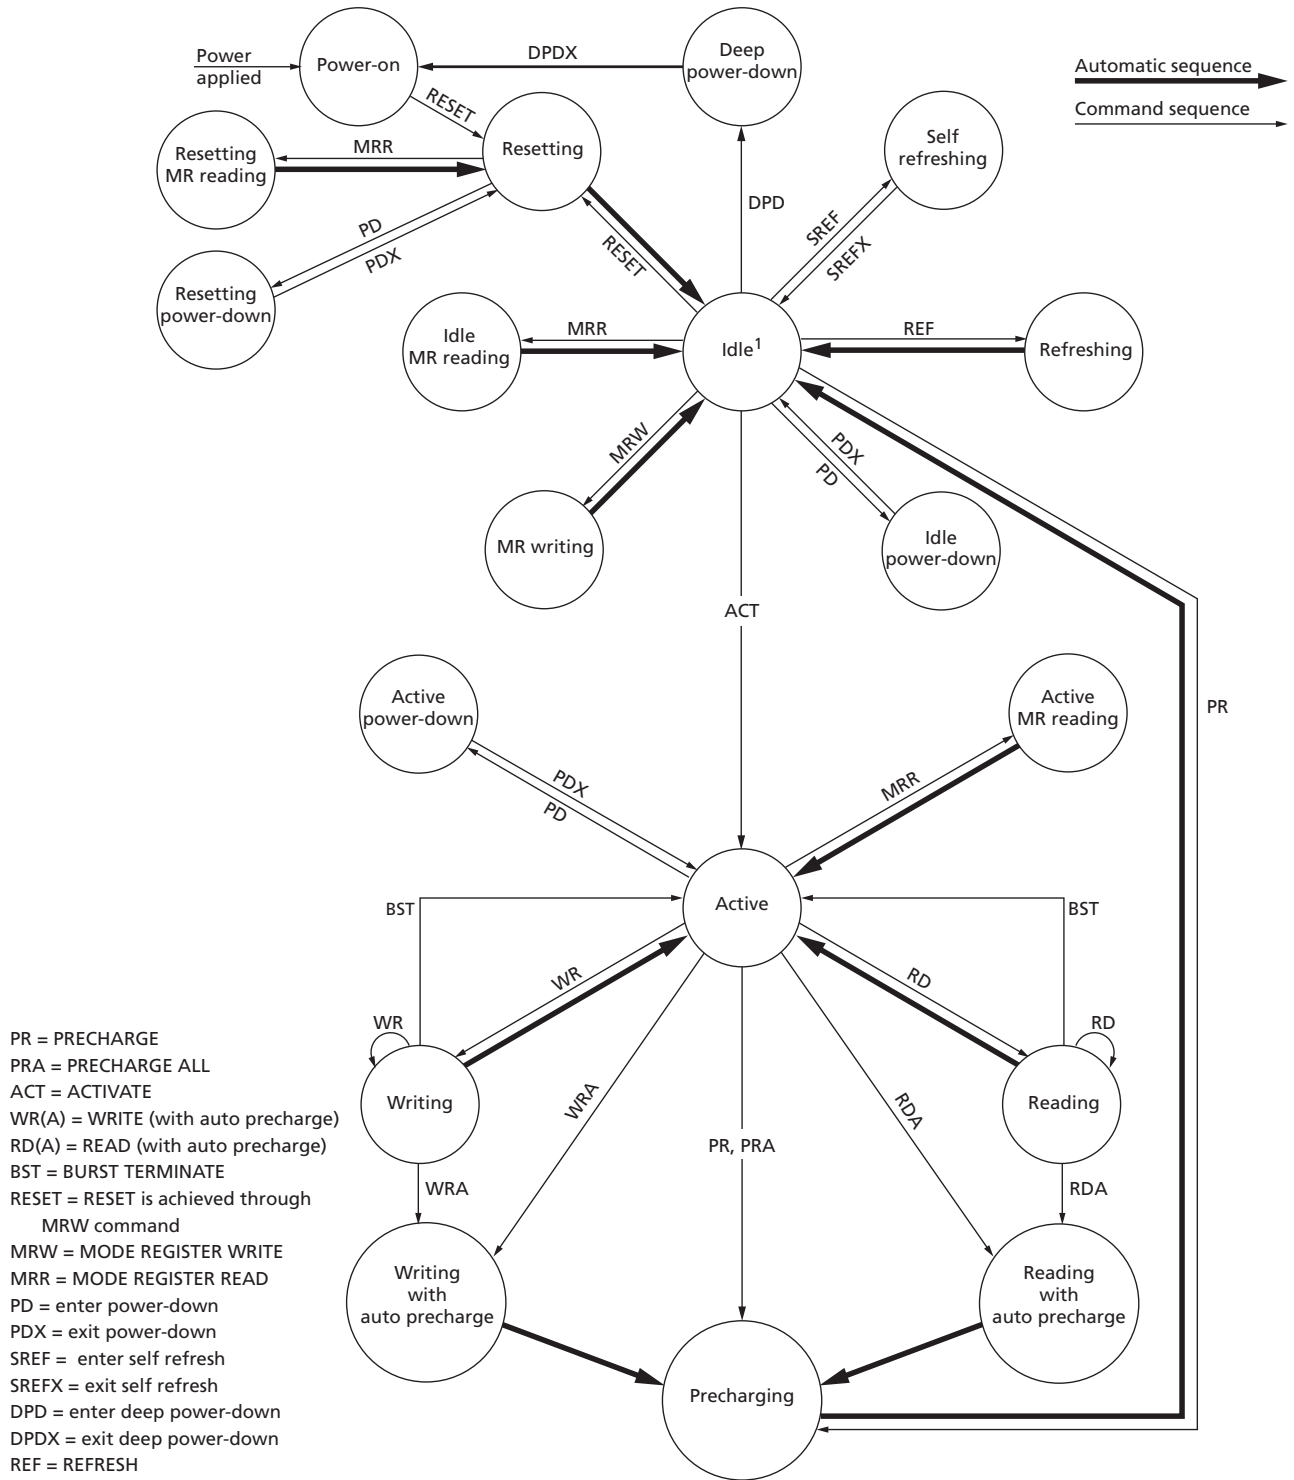 Power
applied
Power-on
DPDX
Deep
power-down
Automatic sequence
Command sequence
RESET
Resetting
MR reading
MRR
Resetting
Self
refreshing
DPD
SREF
SREFX
PD
PDX
RESET
Resetting
power-down
Idle
MR reading
MRR
Idle1
REF
Refreshing
MRW
PDX
PD
MR writing
Idle
power-down
ACT
Active
power-down
Active
MR reading
PR
PDX
PD
MRR
Active
BST
BST
WR
RD
WR
RD
Writing
Reading
WRA
RDA
PR, PRA
WRA
RDA
Writing
with
auto precharge
Reading
with
auto precharge
Precharging
PR = PRECHARGE
PRA = PRECHARGE ALL
ACT = ACTIVATE
WR(A) = WRITE (with auto precharge)
RD(A) = READ (with auto precharge)
BST = BURST TERMINATE
RESET = RESET is achieved through
MRW command
MRW = MODE REGISTER WRITE
MRR = MODE REGISTER READ
PD = enter power-down
PDX = exit power-down
SREF = enter self refresh
SREFX = exit self refresh
DPD = enter deep power-down
DPDX = exit deep power-down
REF = REFRESH